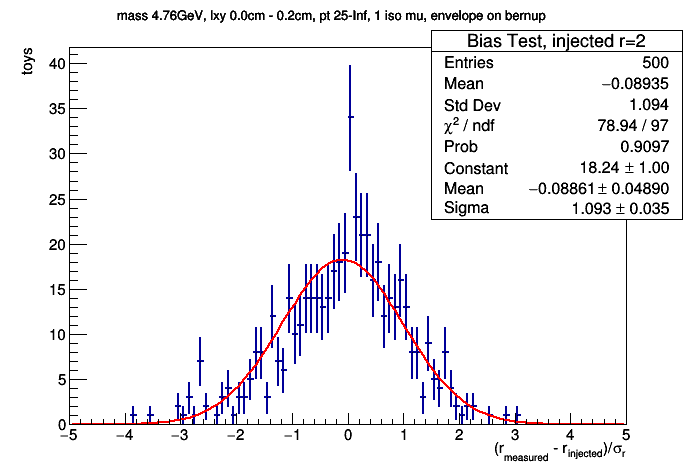 mass 4.76GeV, lxy 0.0cm - 0.2cm, pt 25-Inf, 1 iso mu, envelope on bernup
Bias Test, injected r=2
Entries 500
Mean −0.08935
Std Dev 1.094
χ² / ndf 78.94 / 97
Prob 0.9097
Constant 18.24 ± 1.00
Mean −0.08861 ± 0.04890
Sigma 1.093 ± 0.035
toys
40
35
30
25
20
15
10
5
0
−5 −4 −3 −2 −1 0 1 2 3 4 5
(r_measured - r_injected)/σ_r